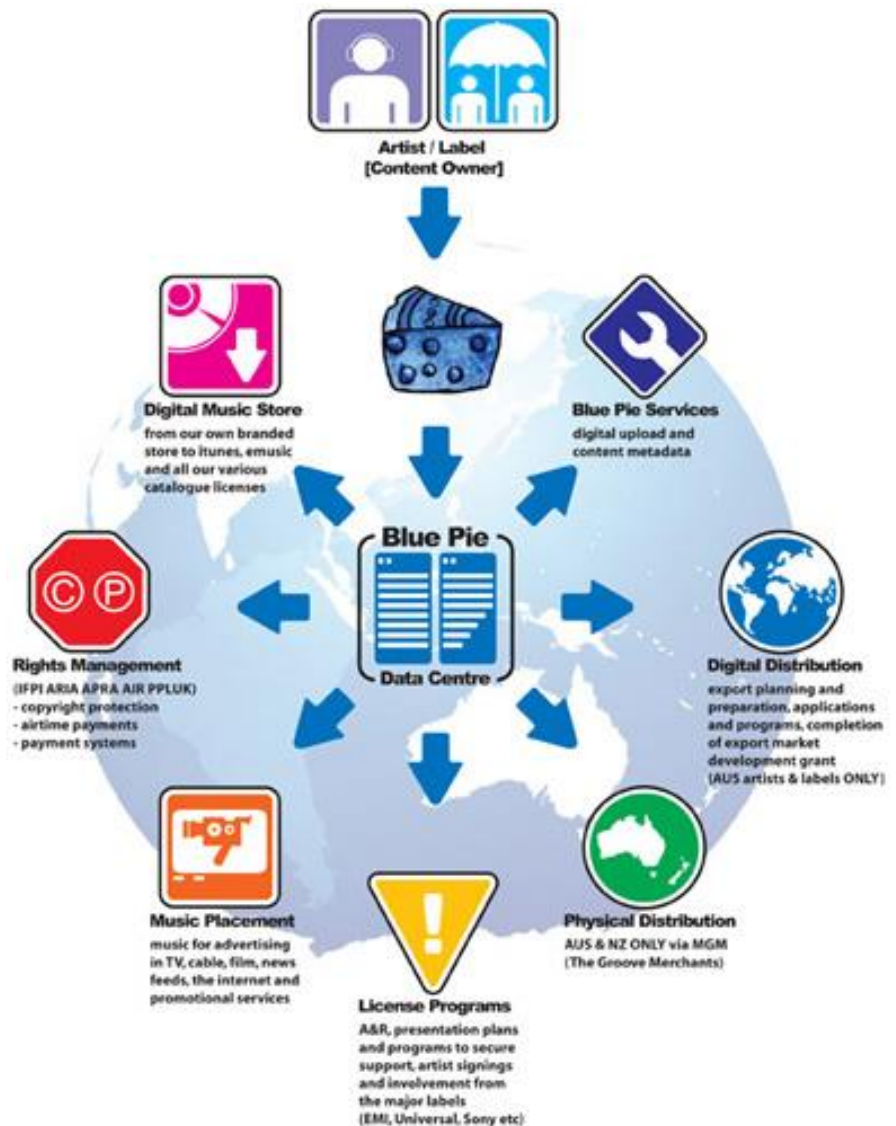 Artist / Label
[Content Owner]
Digital Music Store
from our own branded
store to itunes, emusic
and all our various
catalogue licenses
Blue Pie Services
digital upload and
content metadata
Blue Pie
Data Centre
C P
Rights Management
(IFPI ARIA APRA AIR PPLUK)
- copyright protection
- airtime payments
- payment systems
Digital Distribution
export planning and
preparation, applications
and programs, completion
of export market
development grant
(AUS artists & labels ONLY)
Music Placement
music for advertising
in TV, cable, film, news
feeds, the internet and
promotional services
!
License Programs
A&R, presentation plans
and programs to secure
support, artist signings
and involvement from
the major labels
(EMI, Universal, Sony etc)
Physical Distribution
AUS & NZ ONLY via MGM
(The Groove Merchants)